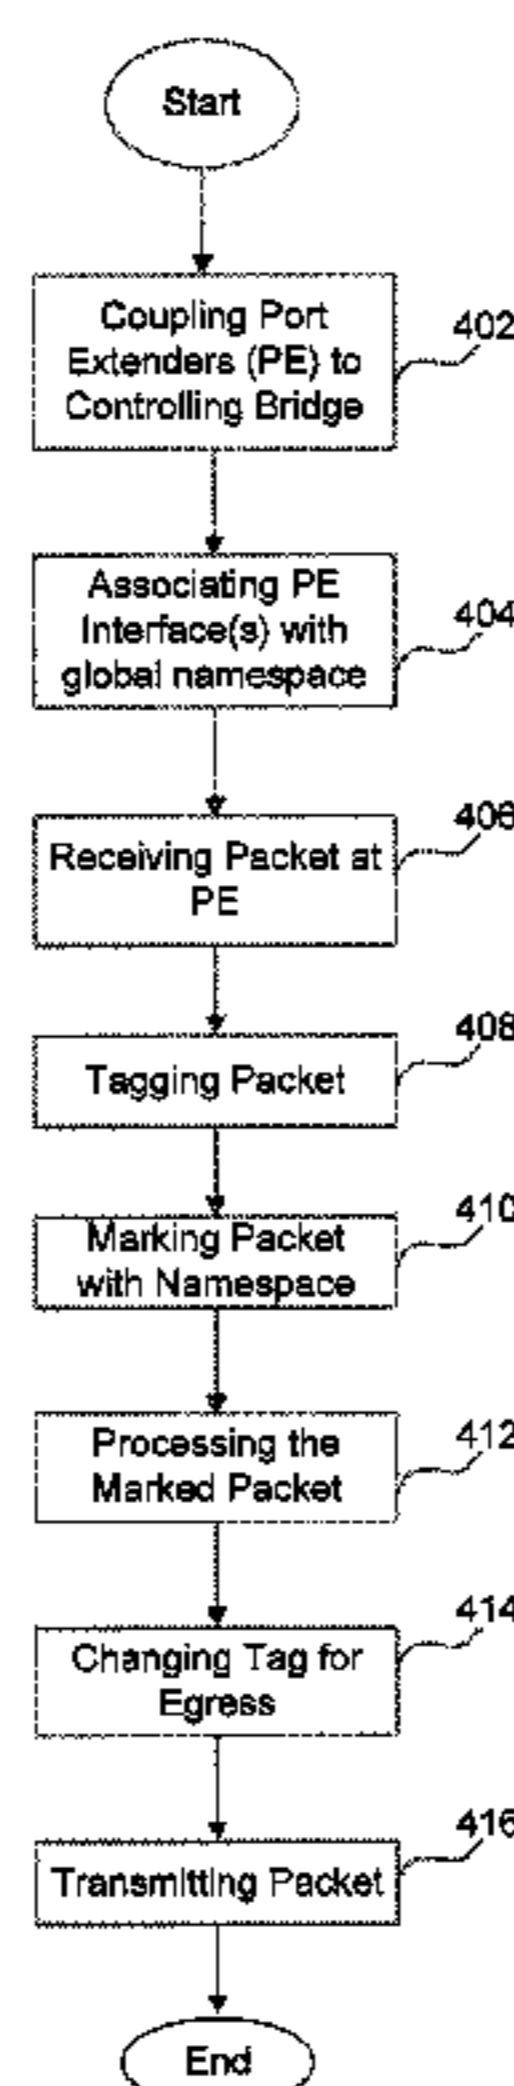 Start
Coupling Port
Extenders (PE) to
Controlling Bridge
402
Associating PE
Interface(s) with
global namespace
404
Receiving Packet at
PE
406
Tagging Packet
408
Marking Packet
with Namespace
410
Processing the
Marked Packet
412
Changing Tag for
Egress
414
Transmitting Packet
416
End